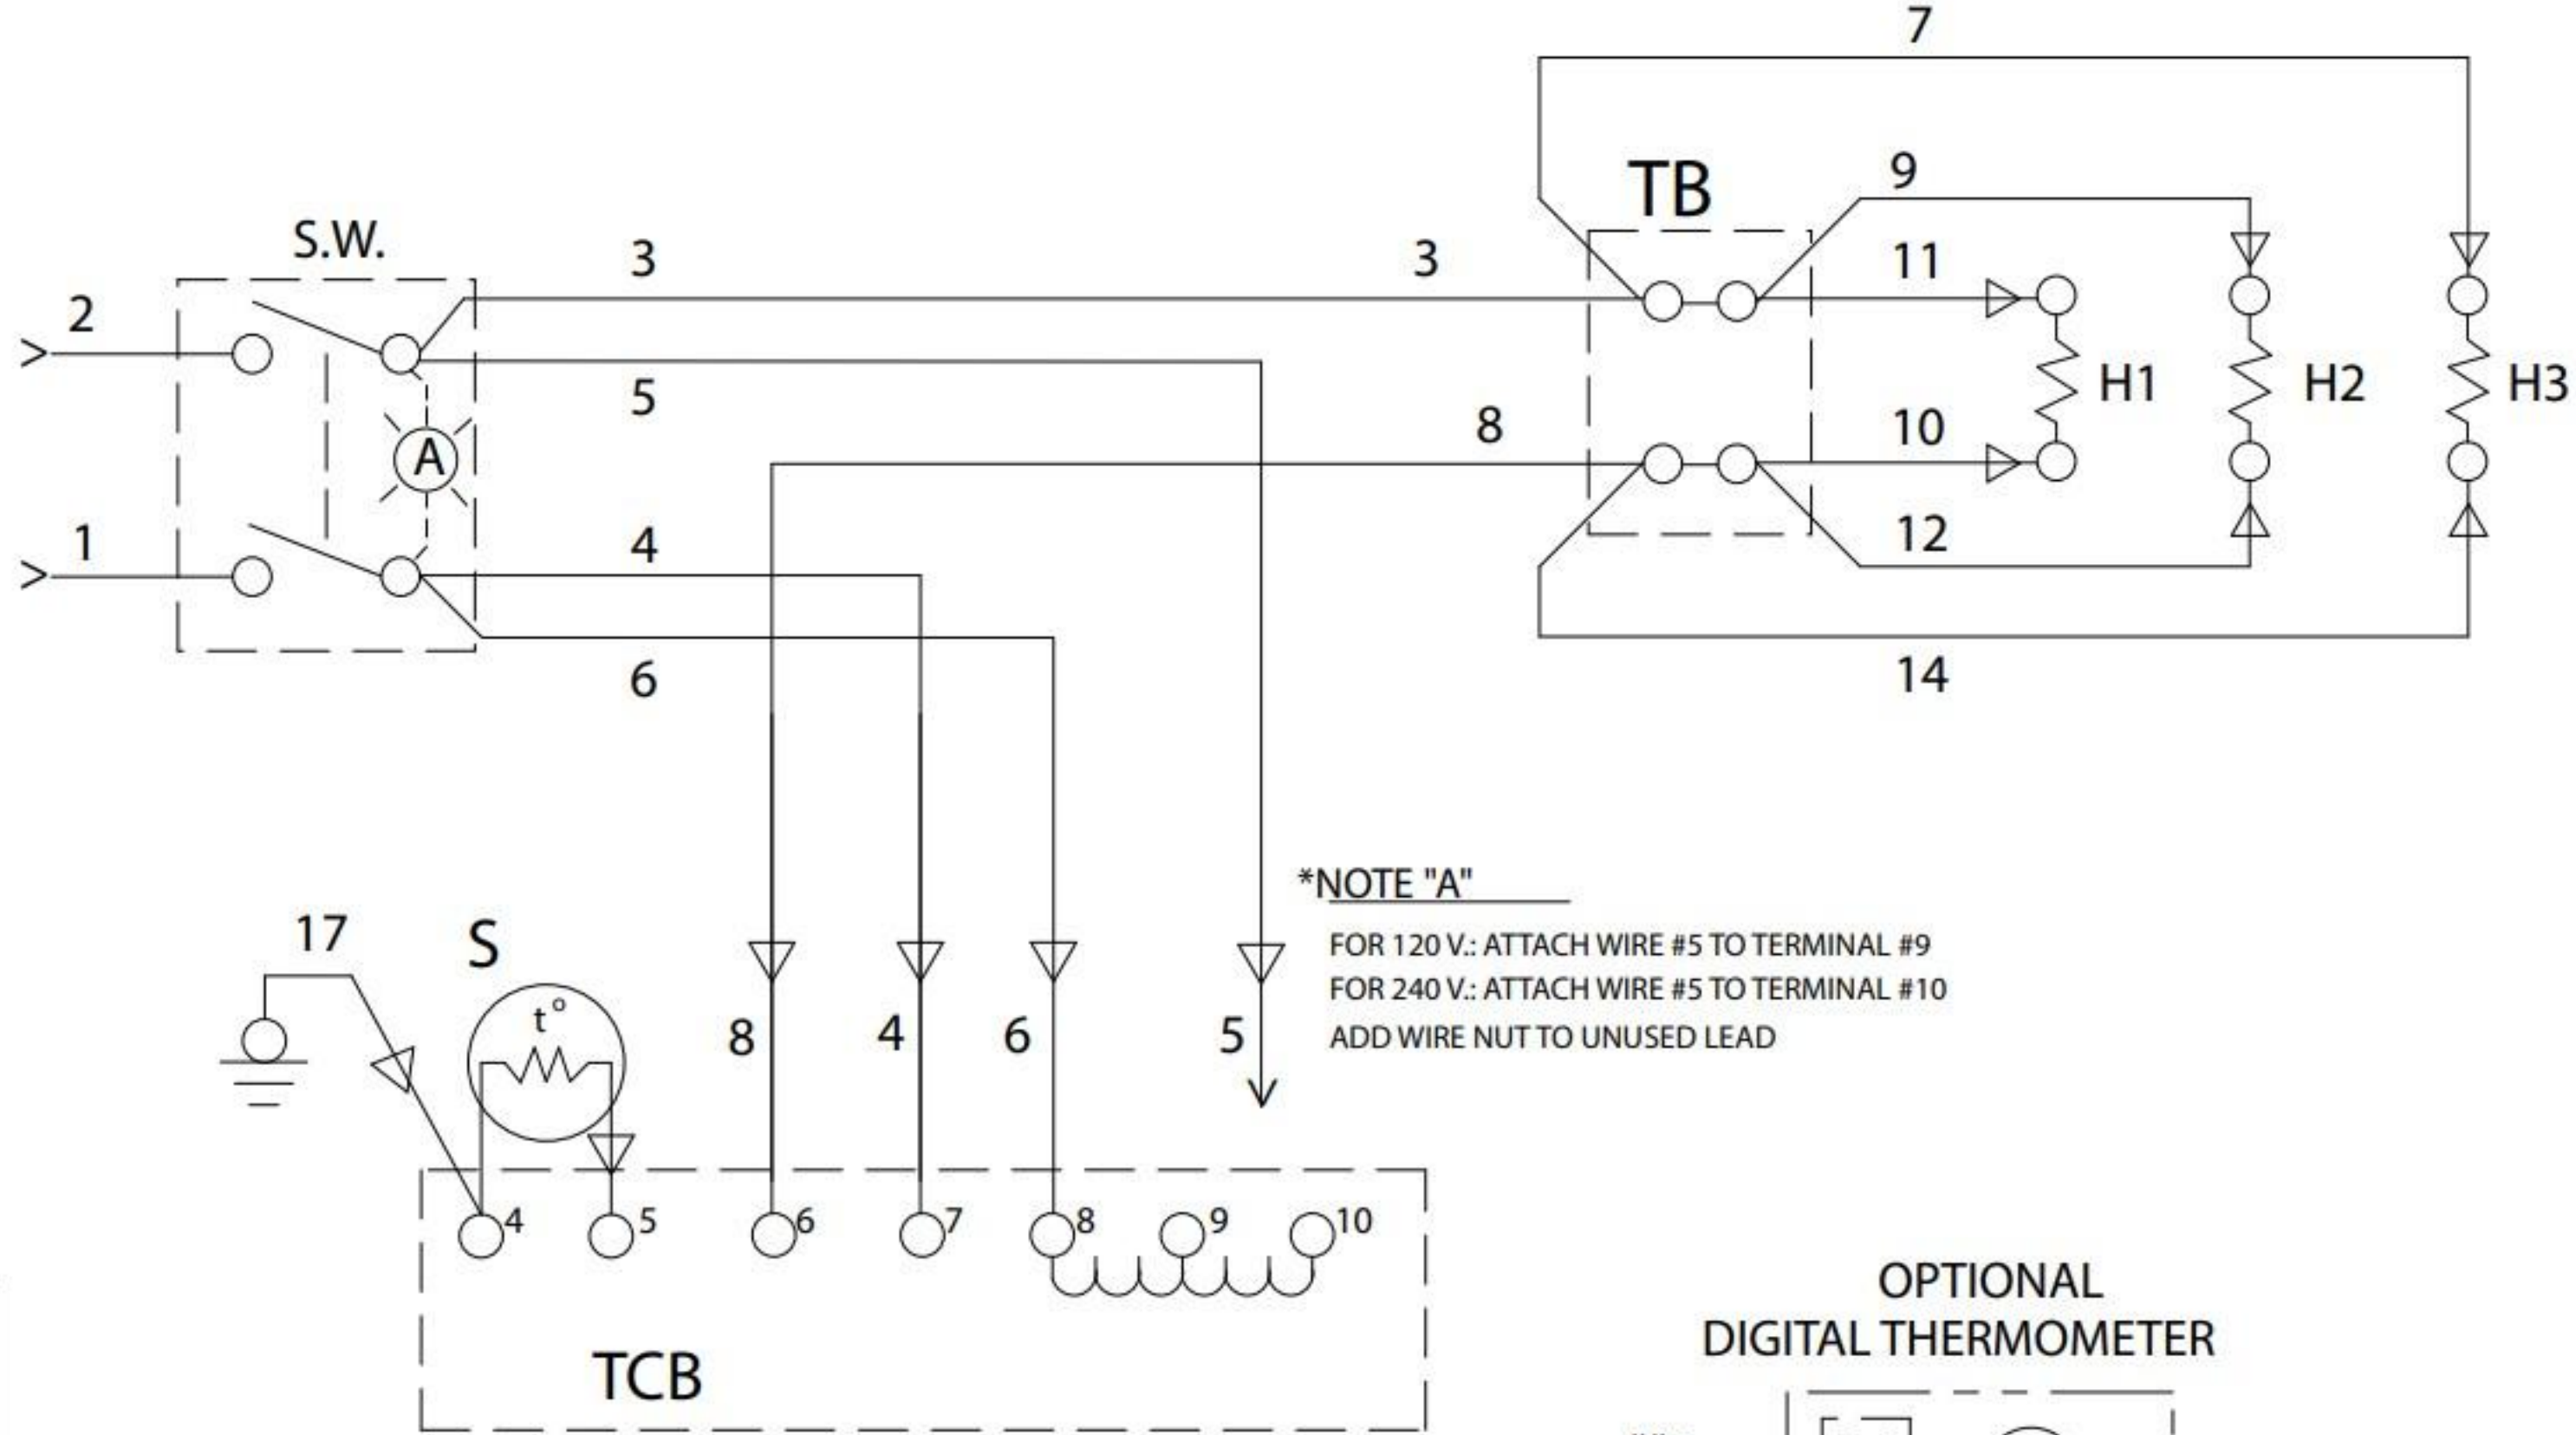 7
9
TB
S.W.
3
3
11
2
5
H1
H2
H3
A
8
10
1
4
12
6
14
*NOTE "A"
FOR 120 V.: ATTACH WIRE #5 TO TERMINAL #9
FOR 240 V.: ATTACH WIRE #5 TO TERMINAL #10
ADD WIRE NUT TO UNUSED LEAD
17
S
t°
8
4
6
5
4
5
6
7
8
9
10
TCB
OPTIONAL
DIGITAL THERMOMETER